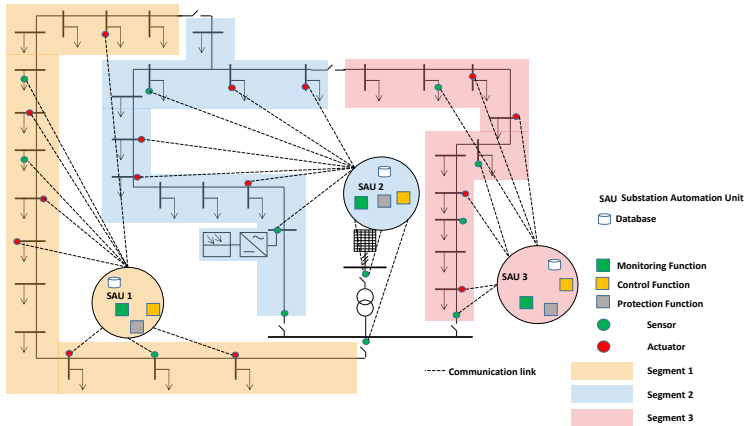 SAU 2
SAU 1
SAU 3
SAU Substation Automation Unit
Database
Monitoring Function
Control Function
Protection Function
Sensor
Actuator
Communication link
Segment 1
Segment 2
Segment 3